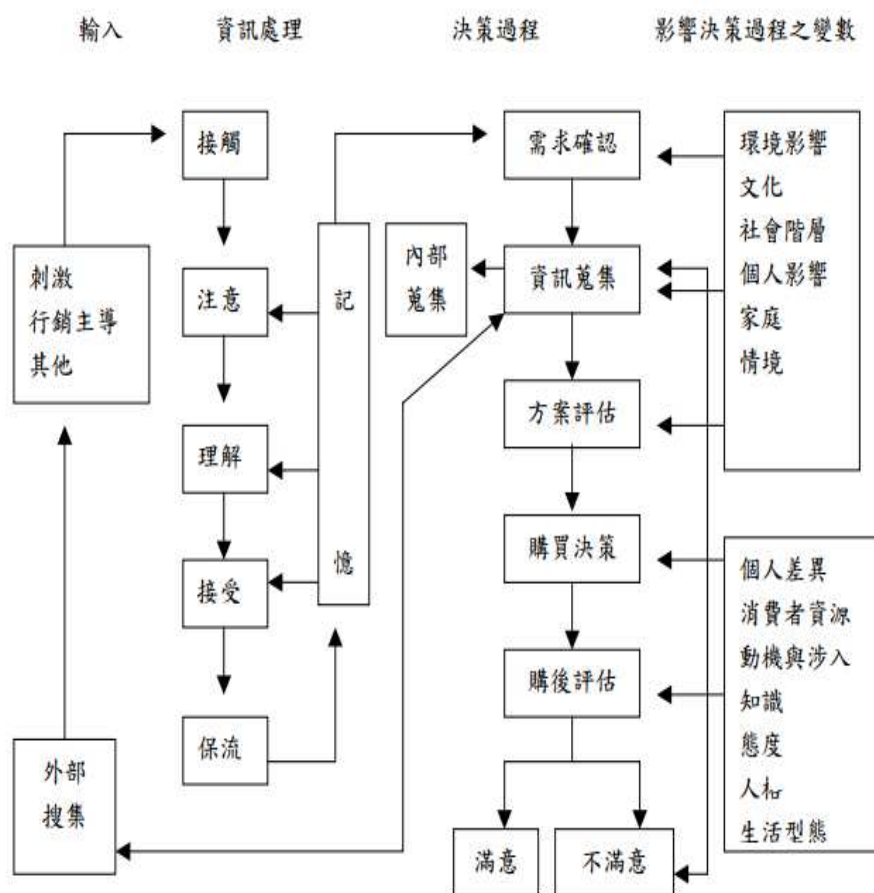 輸入
資訊處理
決策過程
影響決策過程之變數
刺激
行銷主導
其他
外部
搜集
接觸
注意
理解
接受
保流
記
憶
內部
蒐集
需求確認
資訊蒐集
方案評估
購買決策
購後評估
滿意
不滿意
環境影響
文化
社會階層
個人影響
家庭
情境
個人差異
消費者資源
動機與涉入
知識
態度
生活型態